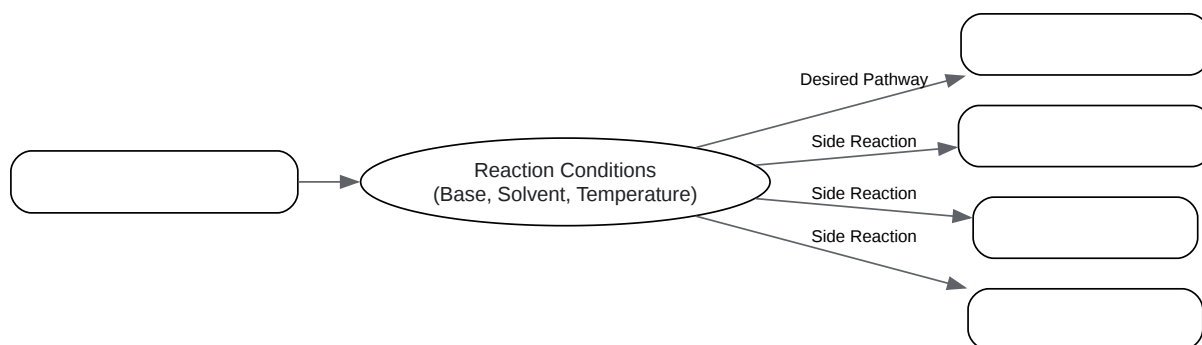 Desired Pathway
Side Reaction
Reaction Conditions
(Base, Solvent, Temperature)
Side Reaction
Side Reaction